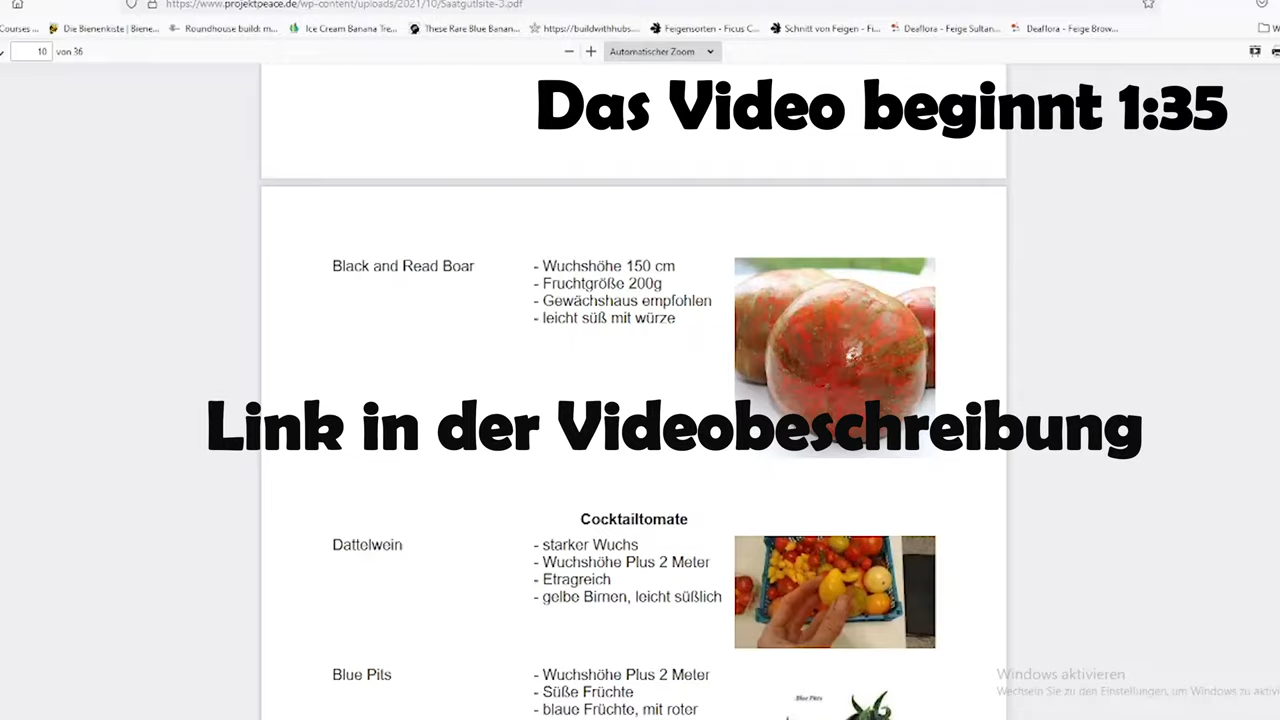 https://www.projektpeace.de/wp-content/uploads/2021/10/Saatgutlsite-3.pdf
Courses ... Die Bienenkiste | Biene... Roundhouse build: m... Ice Cream Banana Tre... These Rare Blue Banan... https://buildwithhubs.... Feigensorten - Ficus C... Schnitt von Feigen - Fi... Deaflora - Feige Sultan... Deaflora - Feige Brow...
10 von 36 Automatischer Zoom
Das Video beginnt 1:35
Black and Read Boar
- Wuchshöhe 150 cm
- Fruchtgröße 200g
- Gewächshaus empfohlen
- leicht süß mit würze
Link in der Videobeschreibung
Cocktailtomate
Dattelwein
- starker Wuchs
- Wuchshöhe Plus 2 Meter
- Etragreich
- gelbe Birnen, leicht süßlich
Blue Pits
- Wuchshöhe Plus 2 Meter
- Süße Früchte
- blaue Früchte, mit roter
Blue Pits
Windows aktivieren
Wechseln Sie zu den Einstellungen, um Windows zu aktivi